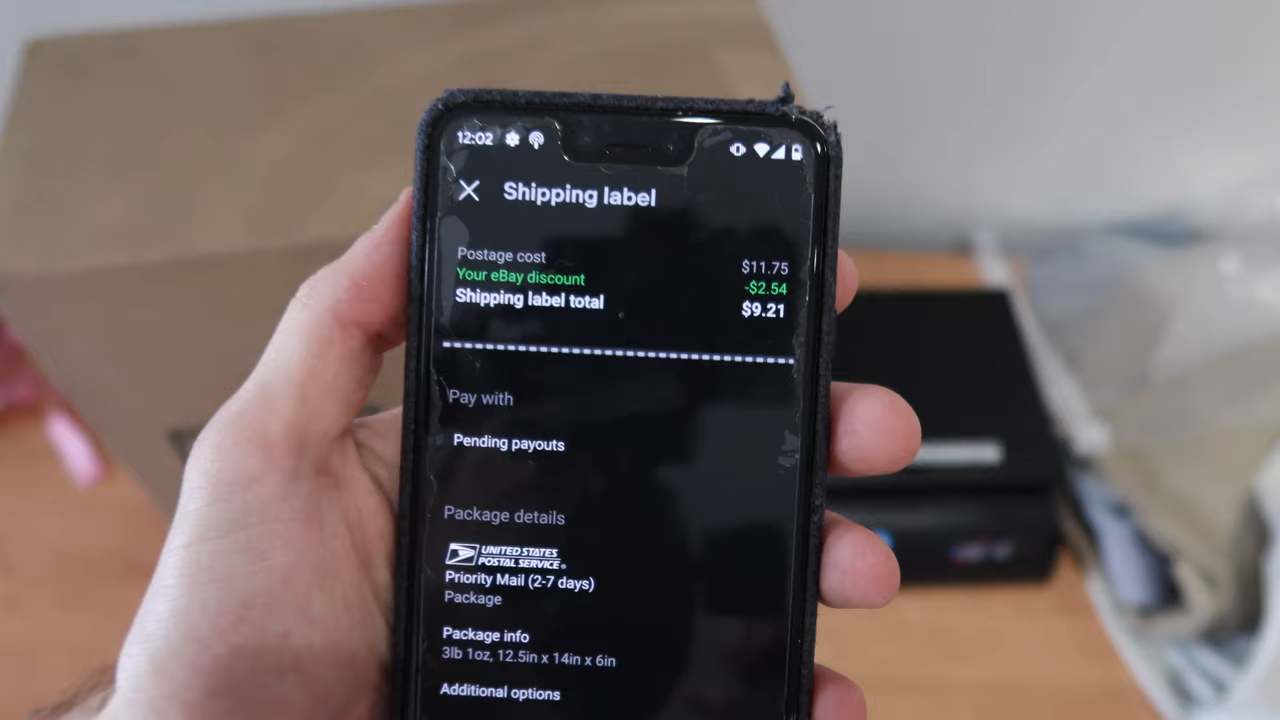 12:02
Shipping label
Postage cost $11.75
Your eBay discount -$2.54
Shipping label total $9.21
Pay with
Pending payouts
Package details
UNITED STATES
POSTAL SERVICE®
Priority Mail (2-7 days)
Package
Package info
3lb 1oz, 12.5in x 14in x 6in
Additional options